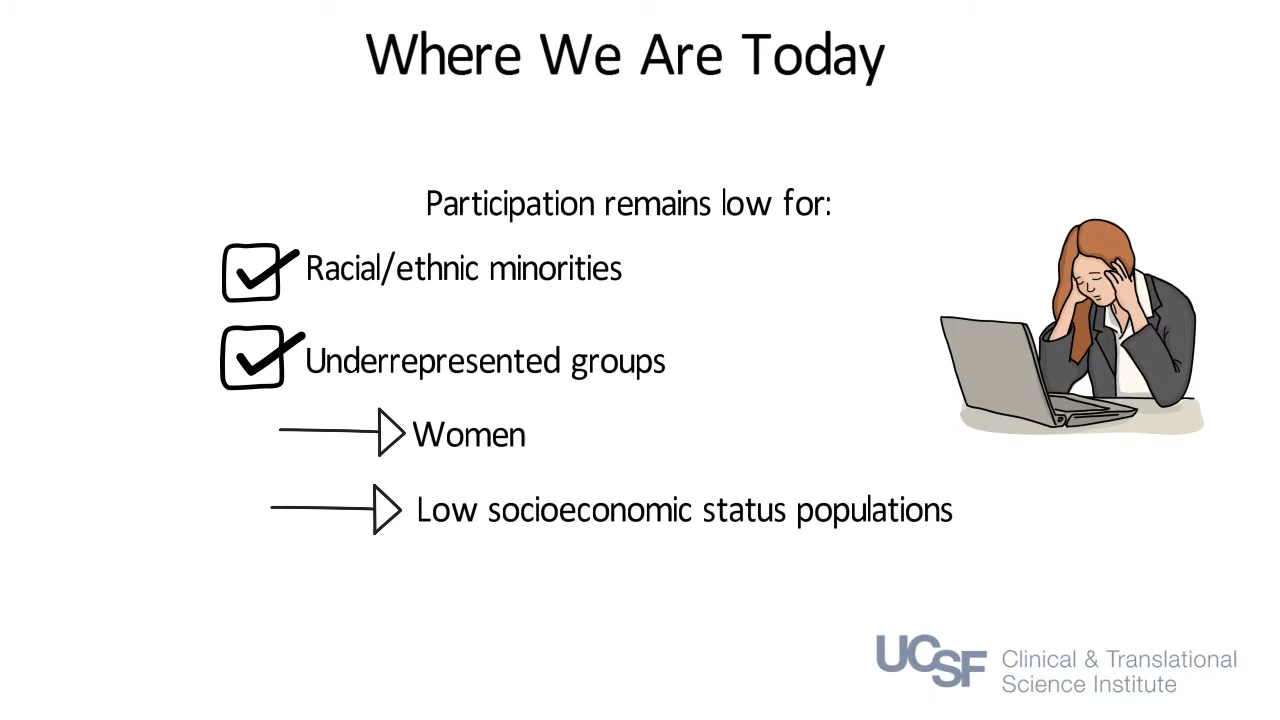 Where We Are Today
Participation remains low for:
Racial/ethnic minorities
Underrepresented groups
Women
Low socioeconomic status populations
UCSF
Clinical & Translational
Science Institute